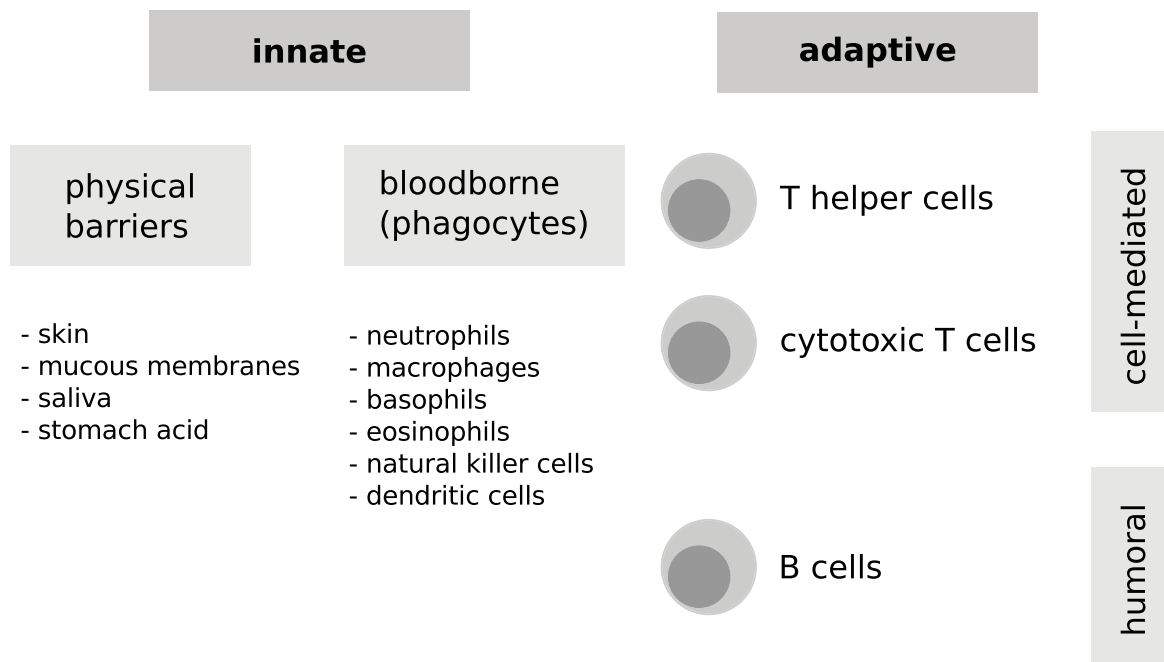 innate
adaptive
physical
barriers
bloodborne
(phagocytes)
- skin
- mucous membranes
- saliva
- stomach acid
- neutrophils
- macrophages
- basophils
- eosinophils
- natural killer cells
- dendritic cells
T helper cells
cytotoxic T cells
B cells
cell-mediated
humoral